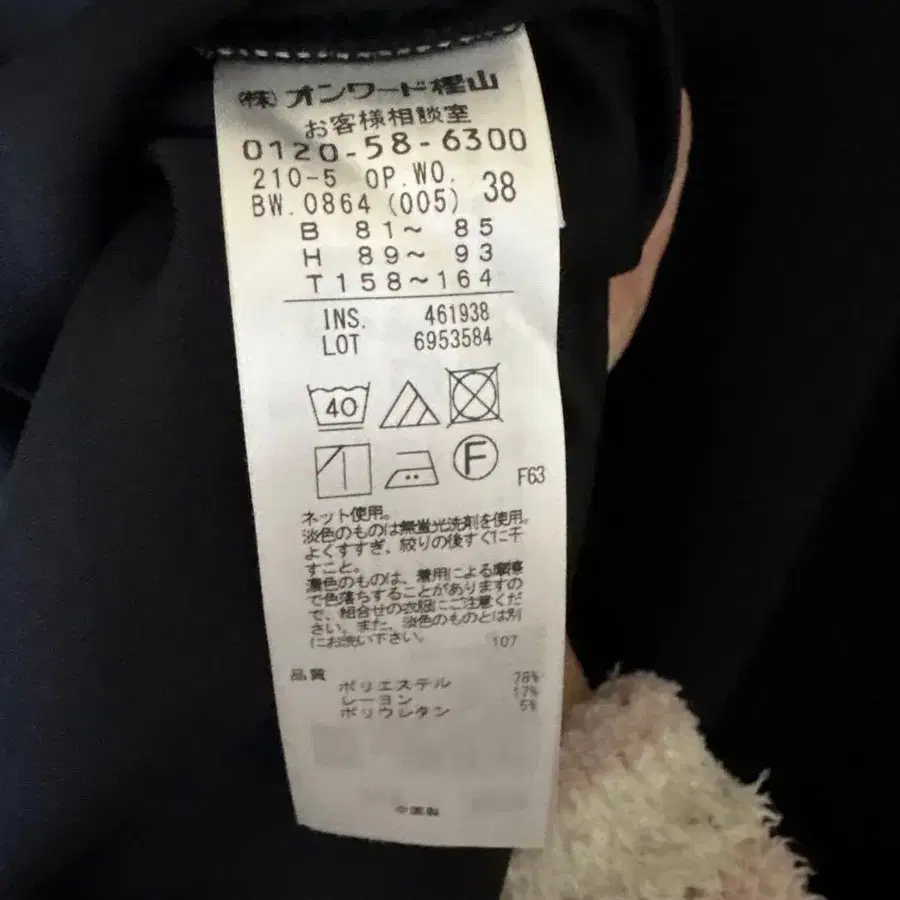 ㈱オンワード樫山
お客様相談室
0120-58-6300
210-5 OP.WO. 38
BW.0864 (005)
B 81～ 85
H 89～ 93
T158～164
INS. 461938
LOT 6953584
40
F
F63
ネット使用。
淡色のものは無蛍光洗剤を使用。
よくすすぎ、絞りの後すぐに干
すこと。
濃色のものは、着用による摩擦
で色落ちすることがありますの
で、組合せの衣服にご注意くだ
さい。また、淡色のものとは別
にお洗い下さい。
107
品質
ポリエステル 78%
レーヨン 17%
ポリウレタン 5%
中国製